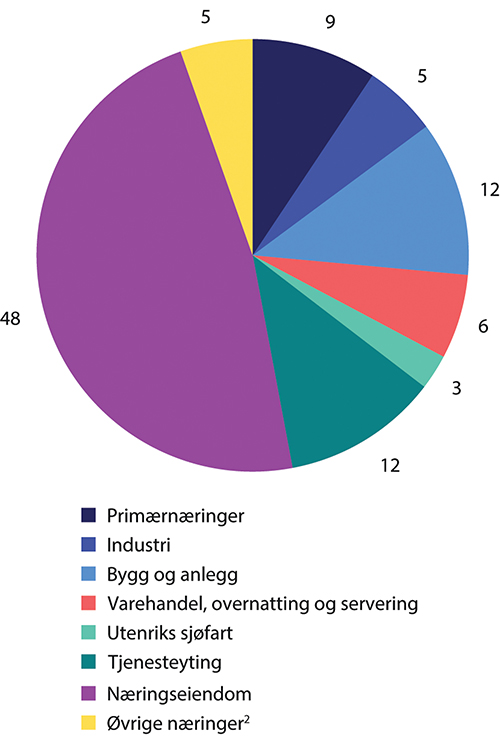 5
9
5
12
48
6
3
12
Primærnæringer
Industri
Bygg og anlegg
Varehandel, overnatting og servering
Utenriks sjøfart
Tjenesteyting
Næringseiendom
Øvrige næringer²